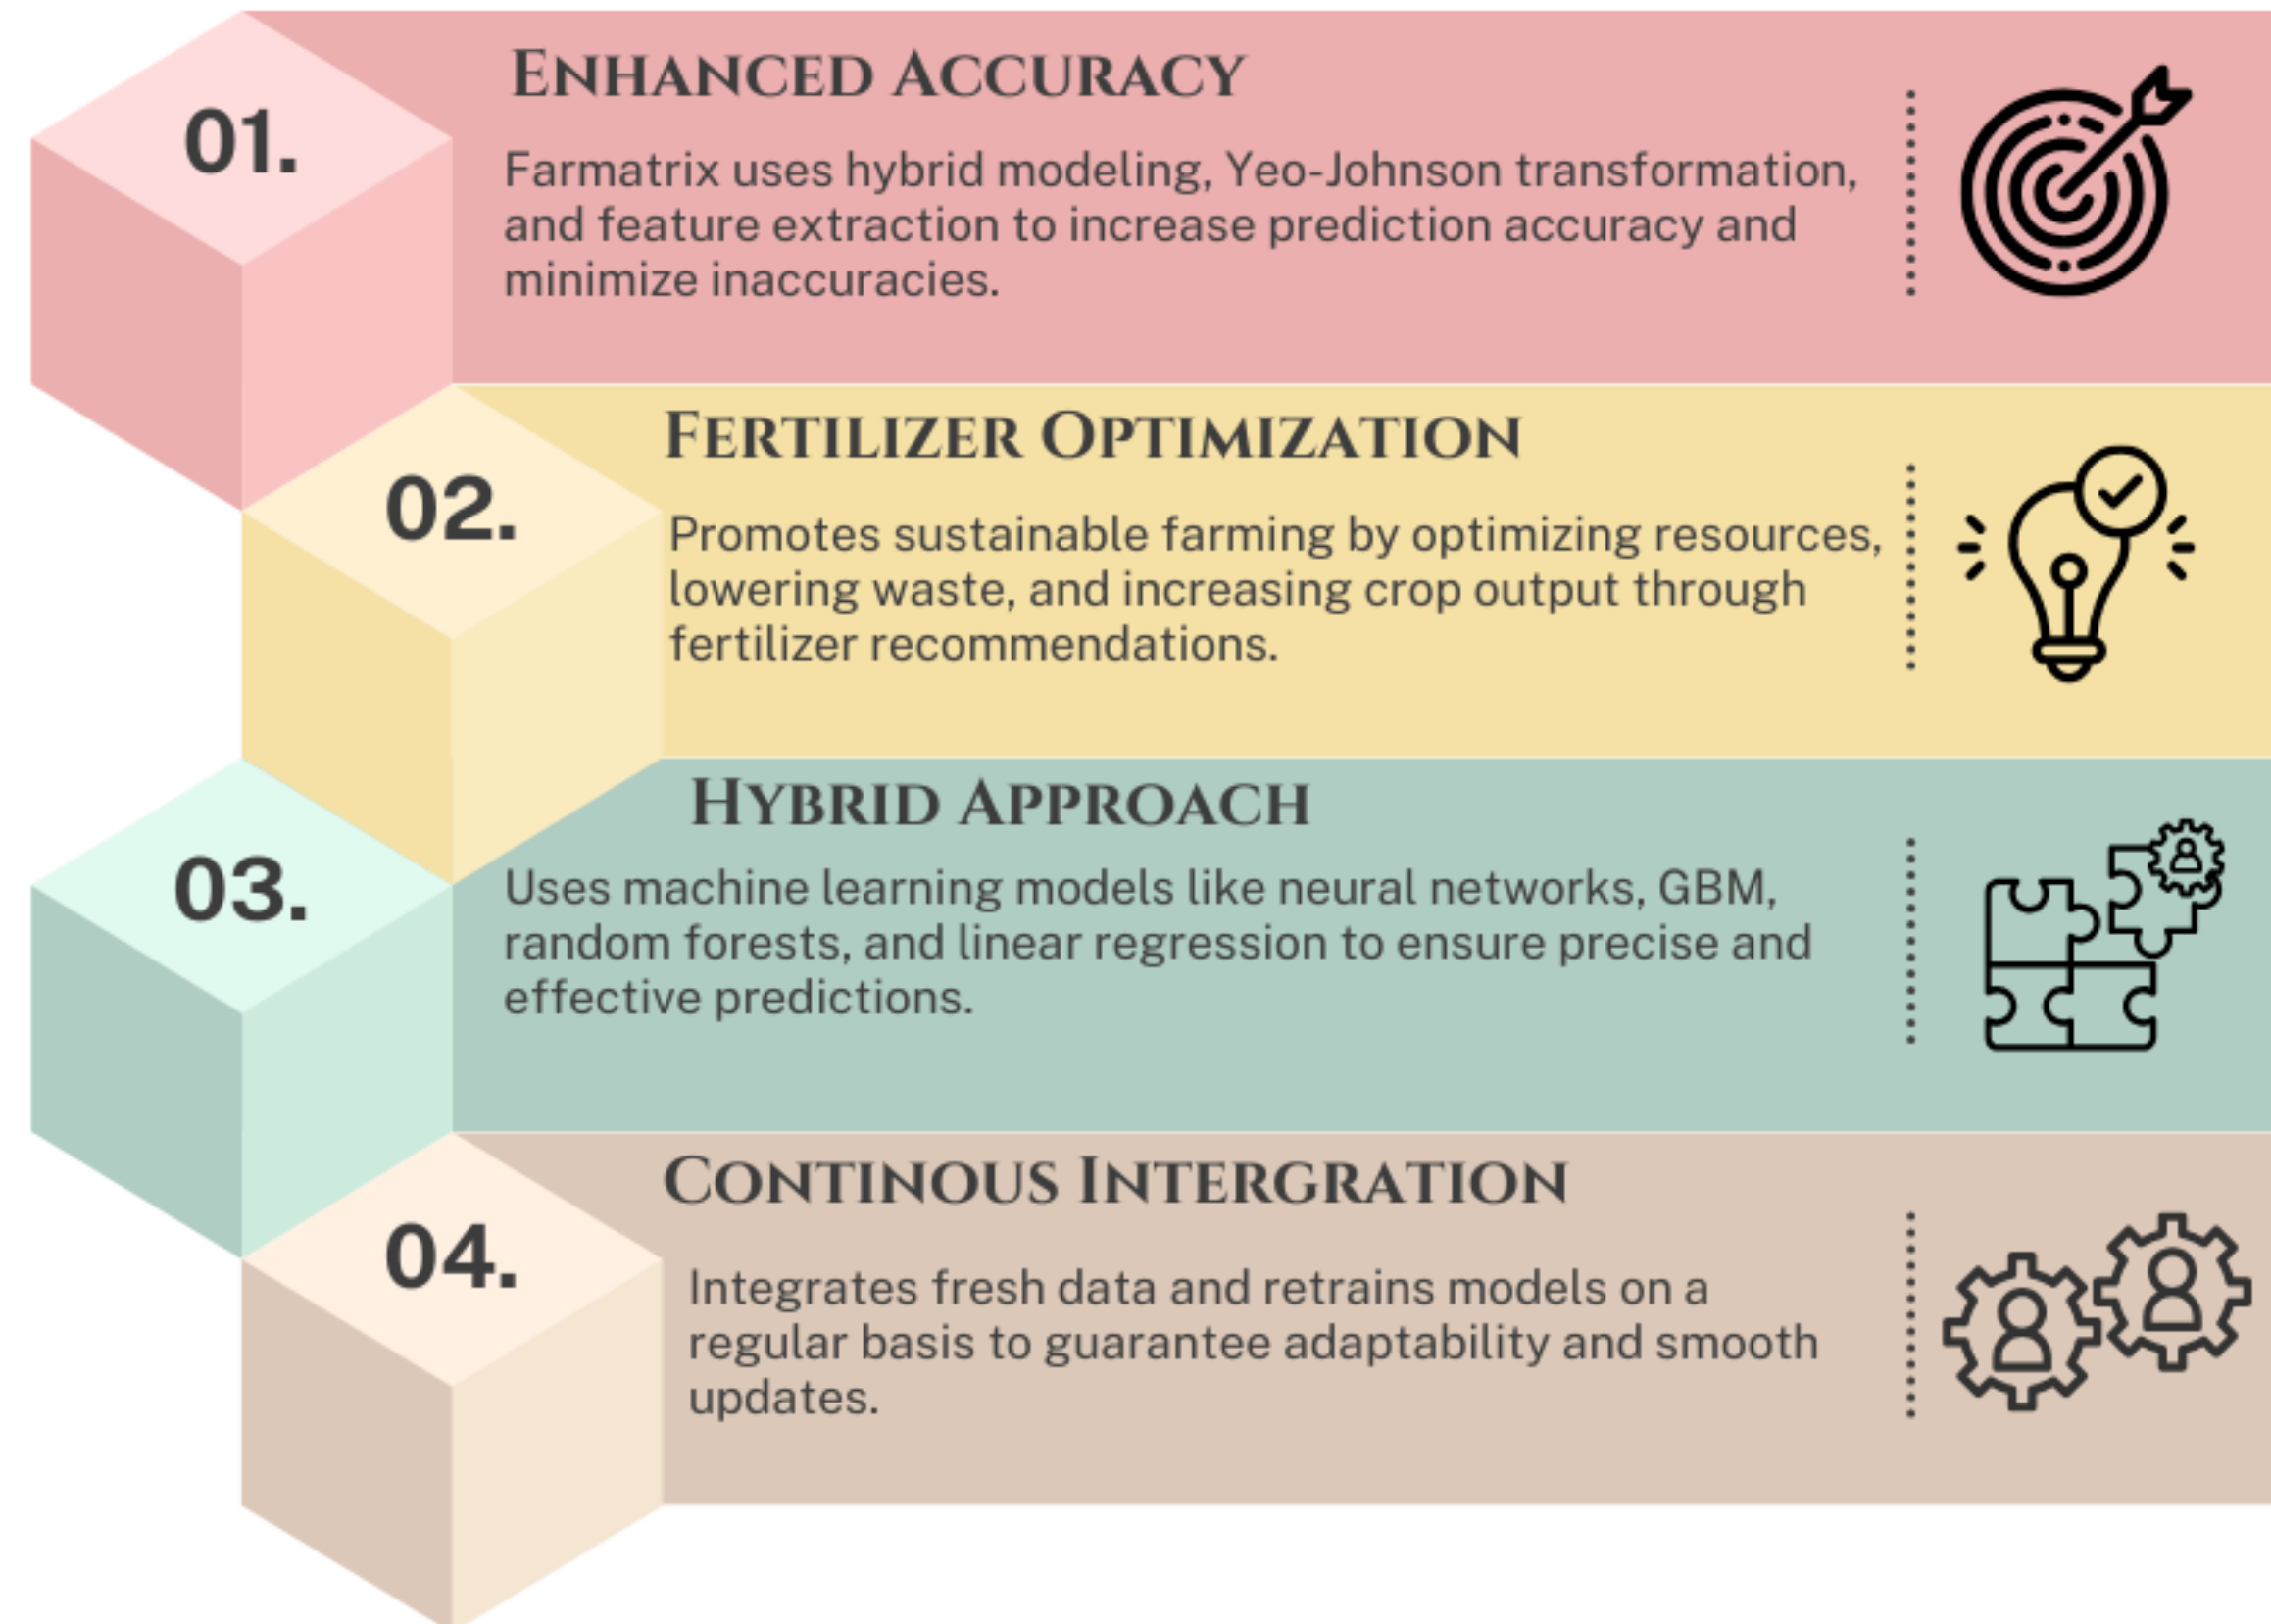 01.
ENHANCED ACCURACY
Farmatrix uses hybrid modeling, Yeo-Johnson transformation,
and feature extraction to increase prediction accuracy and
minimize inaccuracies.
02.
FERTILIZER OPTIMIZATION
Promotes sustainable farming by optimizing resources,
lowering waste, and increasing crop output through
fertilizer recommendations.
03.
HYBRID APPROACH
Uses machine learning models like neural networks, GBM,
random forests, and linear regression to ensure precise and
effective predictions.
04.
CONTINOUS INTERGRATION
Integrates fresh data and retrains models on a
regular basis to guarantee adaptability and smooth
updates.